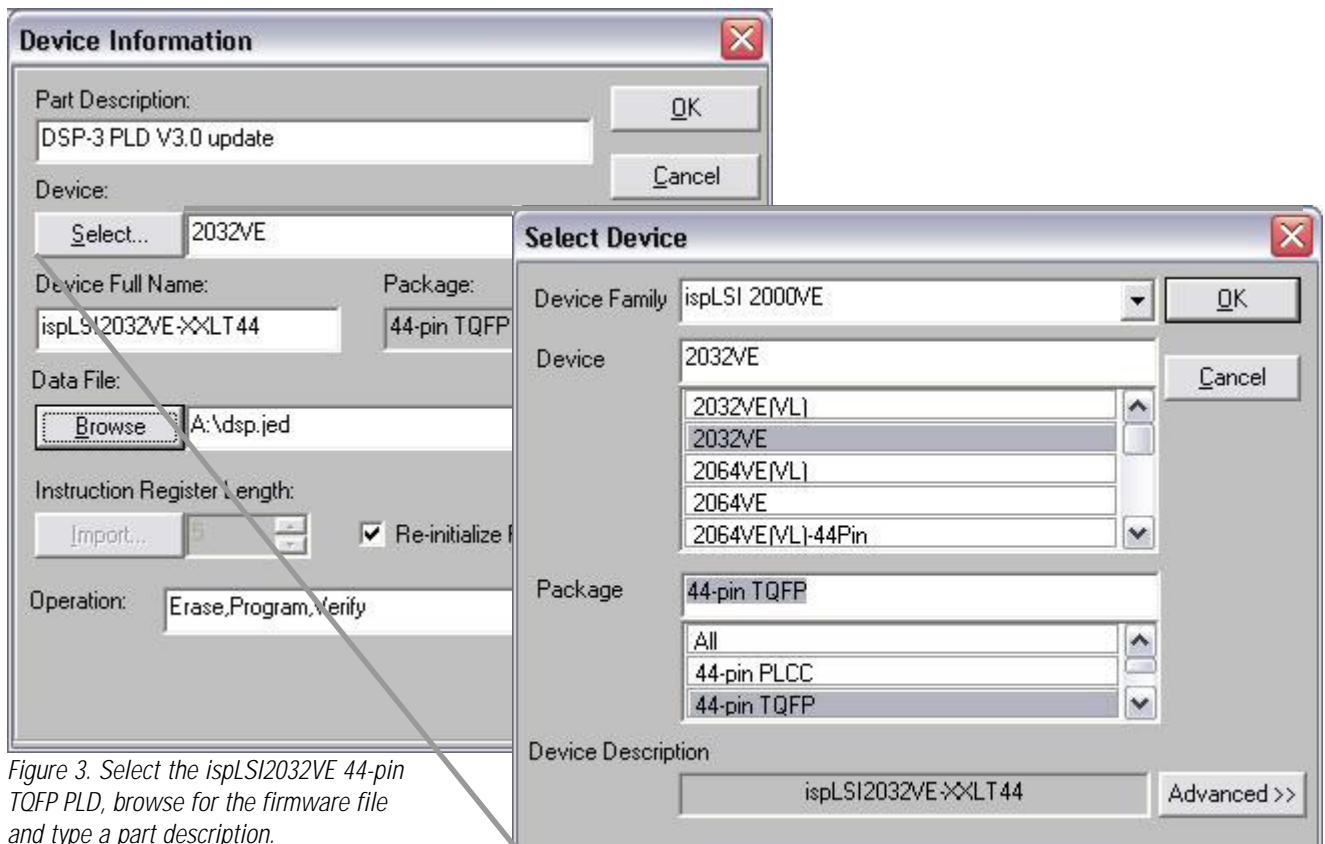 Device Information
Part Description:
OK
DSP-3 PLD V3.0 update
Cancel
Device:
Select...
2032VE
Device Full Name:
Package:
ispLSI2032VE-XXLT44
44-pin TQFP
Data File:
Browse
A:\dsp.jed
Instruction Register Length:
Import...
5
Re-initialize
Operation:
Erase,Program,Verify
Select Device
Device Family
ispLSI 2000VE
OK
Device
2032VE
Cancel
2032VE(VL)
2032VE
2064VE(VL)
2064VE
2064VE(VL)-44Pin
Package
44-pin TQFP
All
44-pin PLCC
44-pin TQFP
Device Description
ispLSI2032VE-XXLT44
Advanced >>
Figure 3. Select the ispLSI2032VE 44-pin
TQFP PLD, browse for the firmware file
and type a part description.